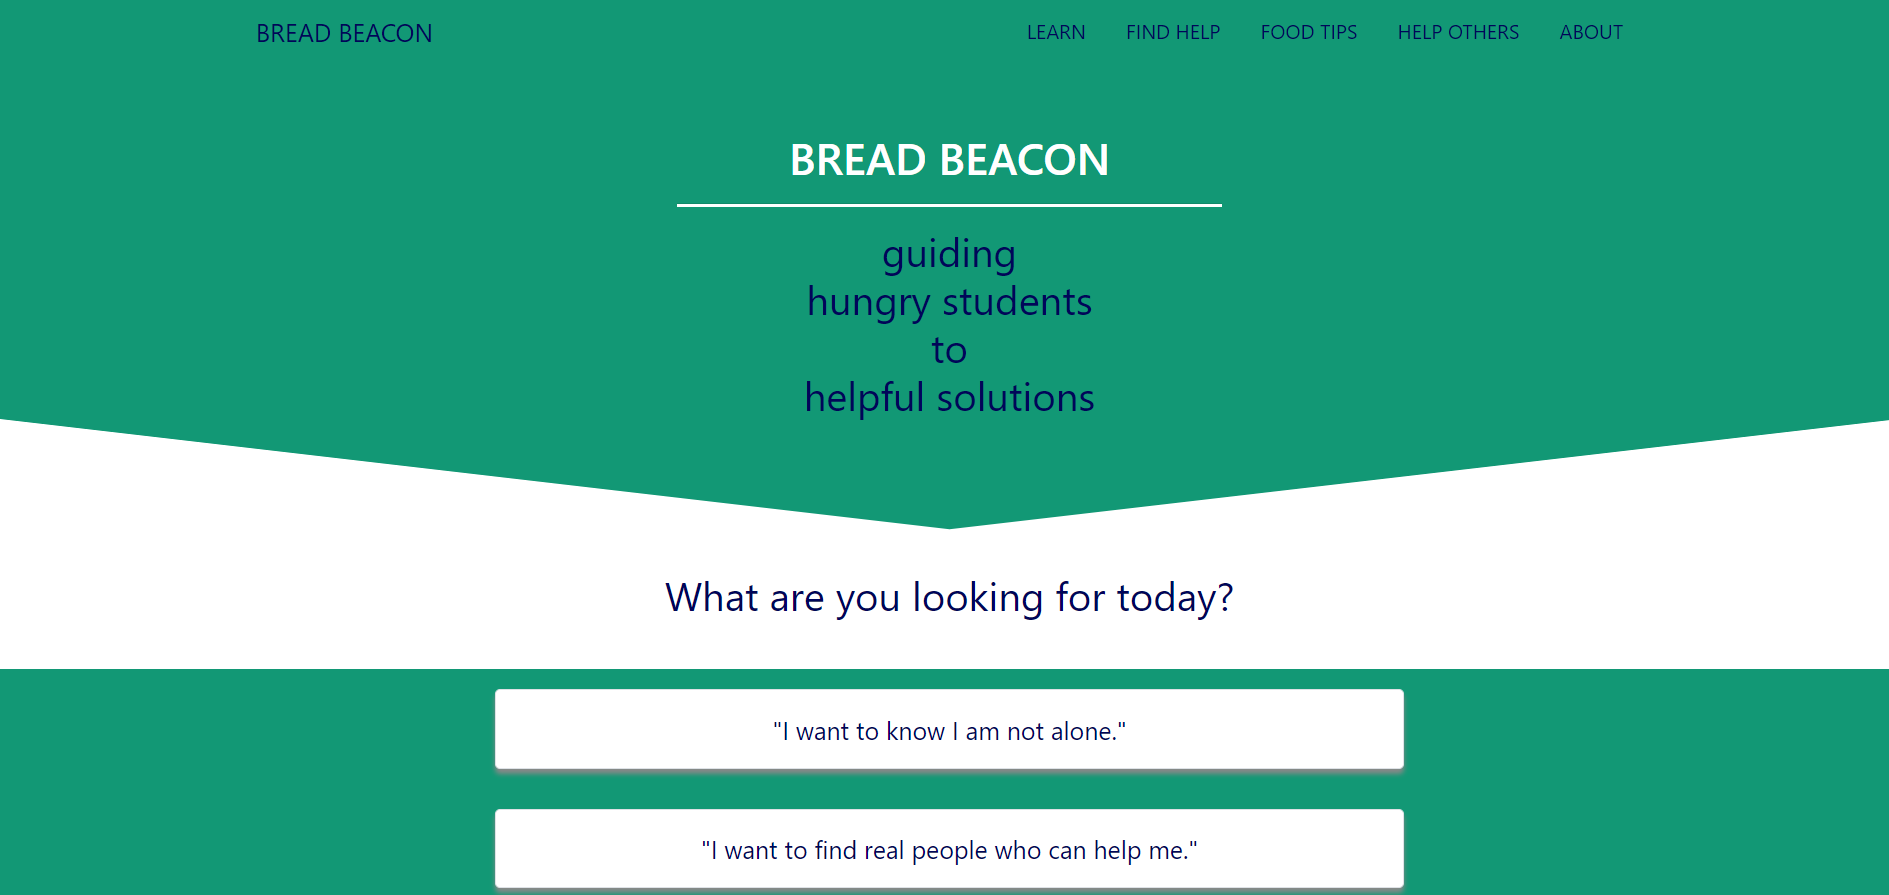 BREAD BEACON
LEARN FIND HELP FOOD TIPS HELP OTHERS ABOUT
BREAD BEACON
guiding
hungry students
to
helpful solutions
What are you looking for today?
"I want to know I am not alone."
"I want to find real people who can help me."